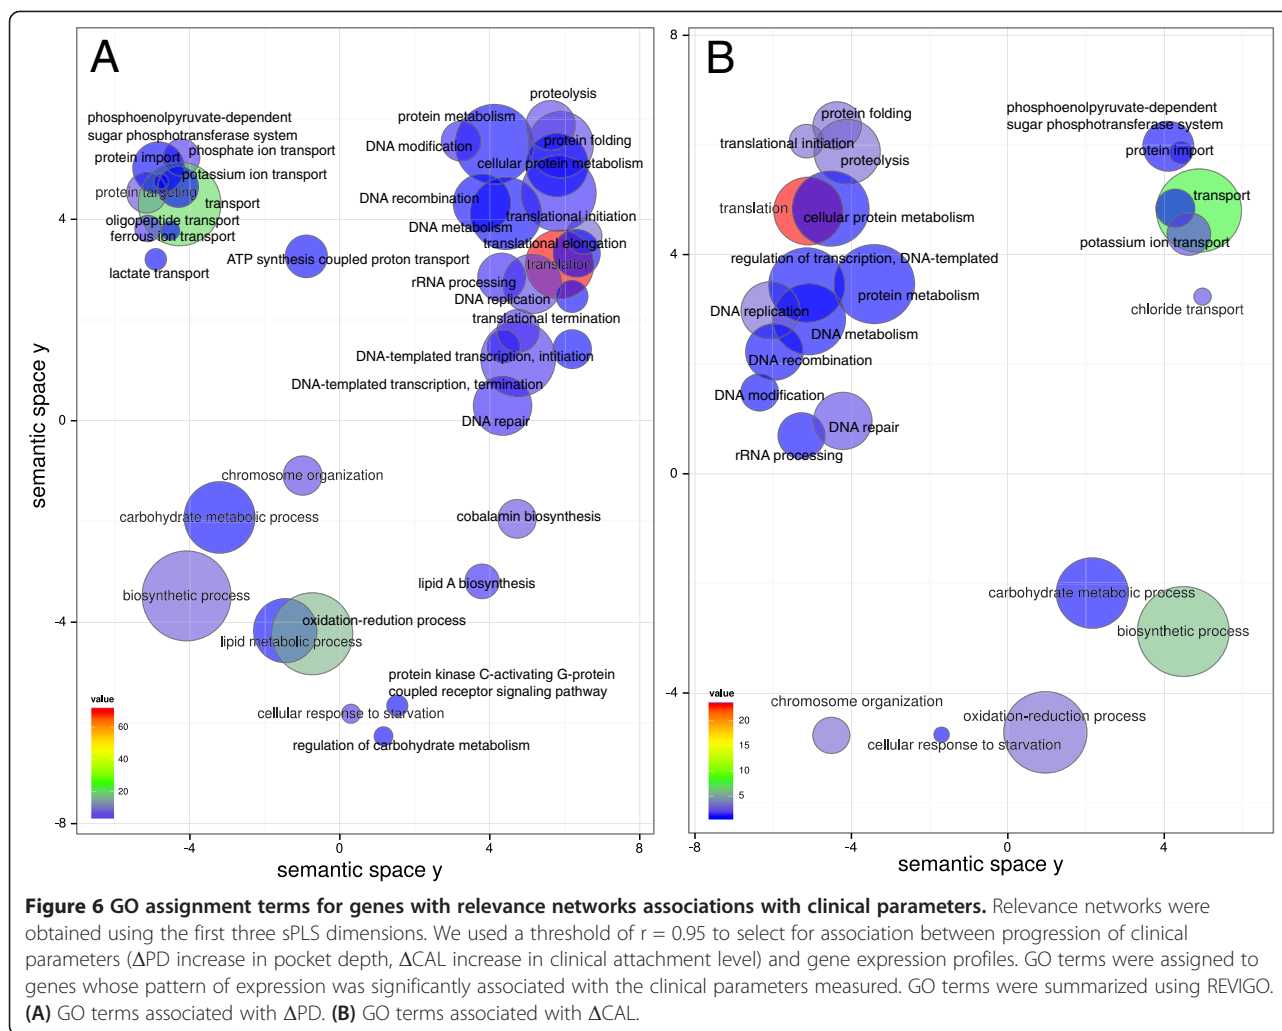 A
proteolysis
phosphoenolpyruvate-dependent
sugar phosphotransferase system
protein metabolism
protein import
phosphate ion transport
DNA modification
protein folding
potassium ion transport
cellular protein metabolism
protein targeting
transport
DNA recombination
oligopeptide transport
translational initiation
ferrous ion transport
DNA metabolism
translational elongation
lactate transport
ATP synthesis coupled proton transport
translation
rRNA processing
DNA replication
translational termination
DNA-templated transcription, intitiation
DNA-templated transcription, termination
DNA repair
chromosome organization
carbohydrate metabolic process
cobalamin biosynthesis
lipid A biosynthesis
biosynthetic process
oxidation-redution process
lipid metabolic process
protein kinase C-activating G-protein
coupled receptor signaling pathway
cellular response to starvation
regulation of carbohydrate metabolism
value
60
40
20
4
0
-4
-8
semantic space y
-4
0
4
8
semantic space y
B
protein folding
translational initiation
proteolysis
phosphoenolpyruvate-dependent
sugar phosphotransferase system
protein import
transport
translation
cellular protein metabolism
potassium ion transport
regulation of transcription, DNA-templated
protein metabolism
DNA replication
chloride transport
DNA metabolism
DNA recombination
DNA modification
DNA repair
rRNA processing
carbohydrate metabolic process
biosynthetic process
chromosome organization
oxidation-reduction process
cellular response to starvation
value
20
15
10
5
8
4
0
-4
semantic space y
-8
-4
0
4
semantic space y
Figure 6 GO assignment terms for genes with relevance networks associations with clinical parameters. Relevance networks were
obtained using the first three sPLS dimensions. We used a threshold of r = 0.95 to select for association between progression of clinical
parameters (ΔPD increase in pocket depth, ΔCAL increase in clinical attachment level) and gene expression profiles. GO terms were assigned to
genes whose pattern of expression was significantly associated with the clinical parameters measured. GO terms were summarized using REVIGO.
(A) GO terms associated with ΔPD. (B) GO terms associated with ΔCAL.